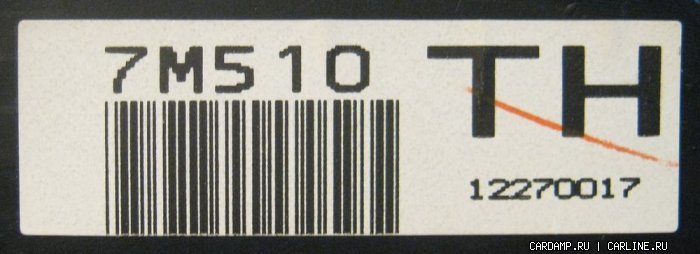 7M510 TH
12270017
CARDAMP.RU | CARLINE.RU